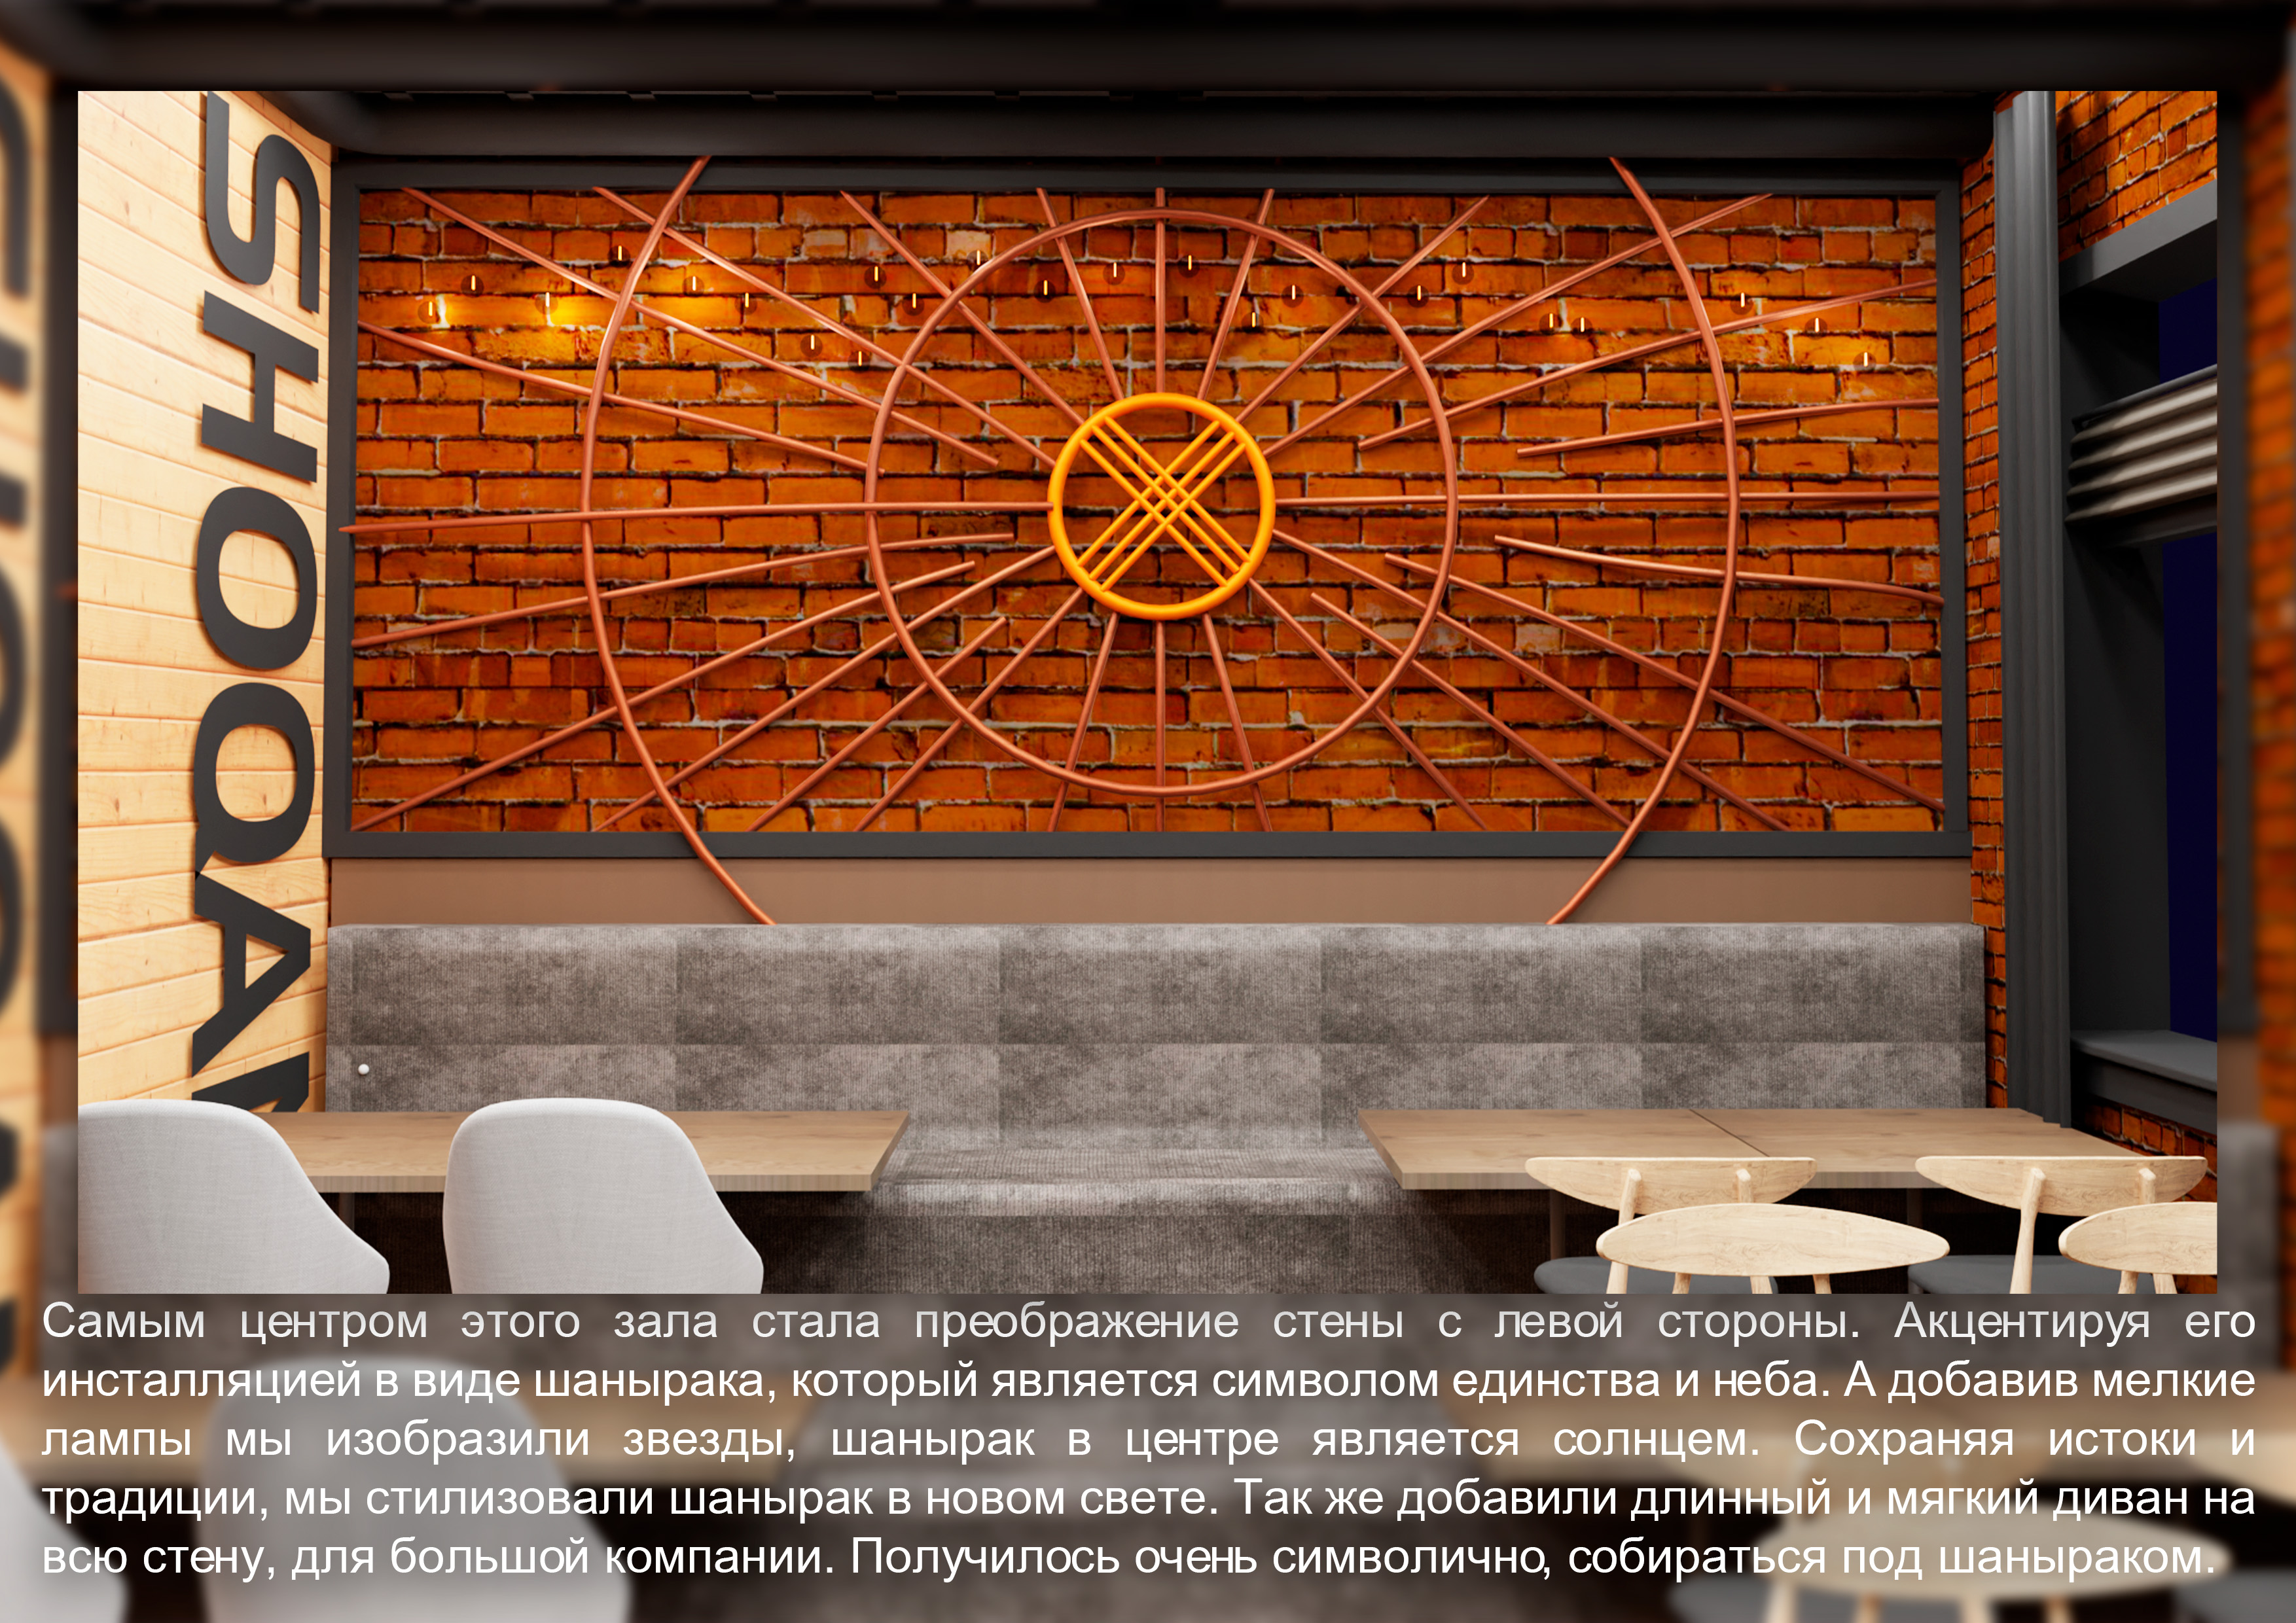 SHOQAN
Самым центром этого зала стала преображение стены с левой стороны. Акцентируя его
инсталляцией в виде шанырака, который является символом единства и неба. А добавив мелкие
лампы мы изобразили звезды, шанырак в центре является солнцем. Сохраняя истоки и
традиции, мы стилизовали шанырак в новом свете. Так же добавили длинный и мягкий диван на
всю стену, для большой компании. Получилось очень символично, собираться под шаныраком.